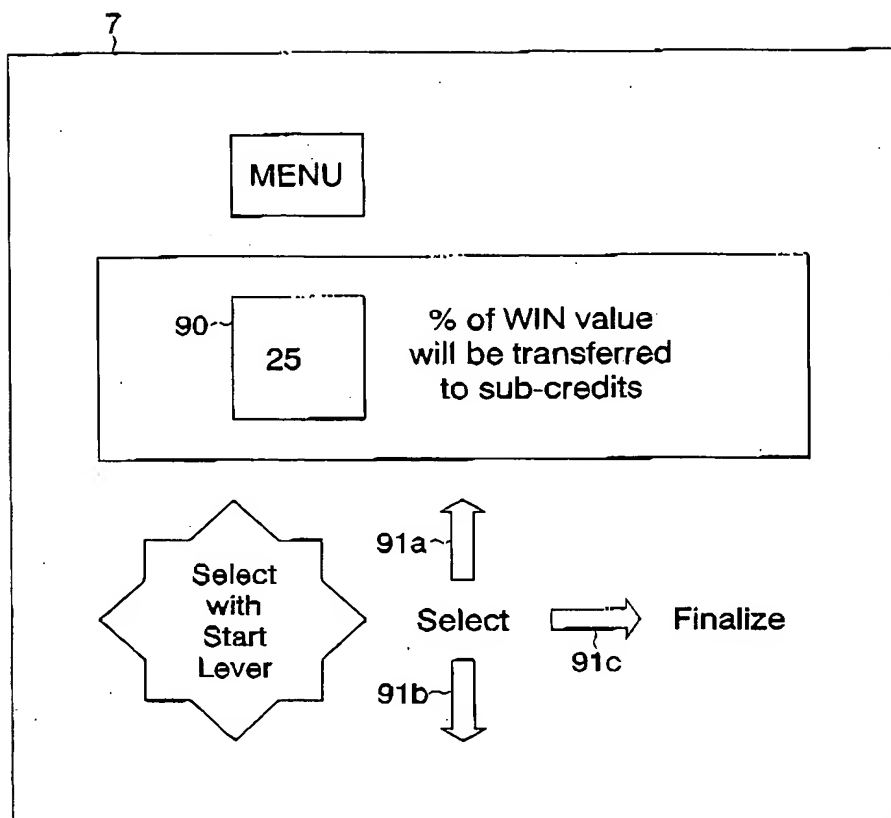 7
MENU
90
25
% of WIN value
will be transferred
to sub-credits
Select
with
Start
Lever
91a
Select
Finalize
91c
91b